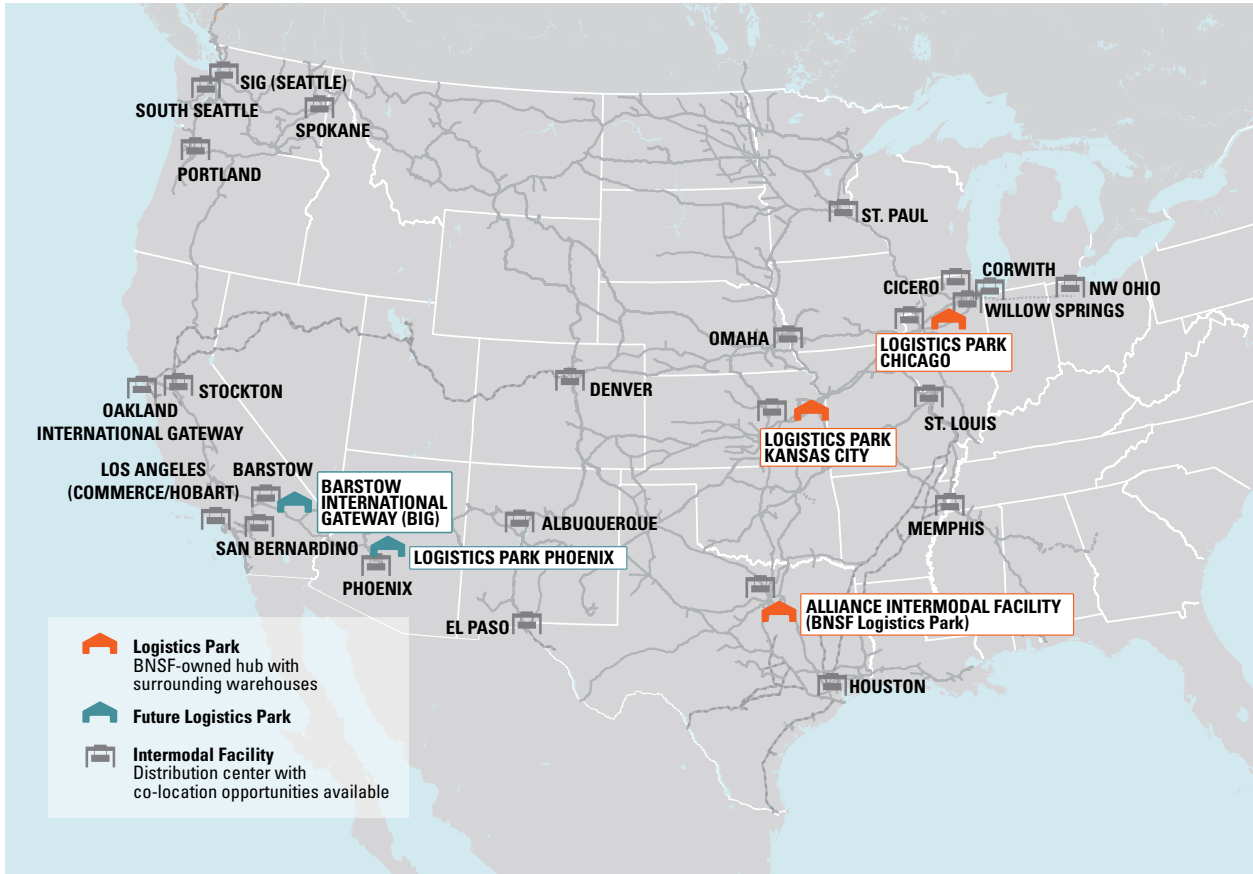 SIG (SEATTLE)
SOUTH SEATTLE
SPOKANE
PORTLAND
ST. PAUL
CORWITH
CICERO
NW OHIO
WILLOW SPRINGS
OMAHA
LOGISTICS PARK
CHICAGO
STOCKTON
DENVER
OAKLAND
INTERNATIONAL GATEWAY
ST. LOUIS
LOGISTICS PARK
KANSAS CITY
LOS ANGELES
(COMMERCE/HOBART)
BARSTOW
BARSTOW
INTERNATIONAL
GATEWAY (BIG)
ALBUQUERQUE
MEMPHIS
SAN BERNARDINO
LOGISTICS PARK PHOENIX
PHOENIX
ALLIANCE INTERMODAL FACILITY
(BNSF Logistics Park)
EL PASO
HOUSTON
Logistics Park
BNSF-owned hub with
surrounding warehouses
Future Logistics Park
Intermodal Facility
Distribution center with
co-location opportunities available